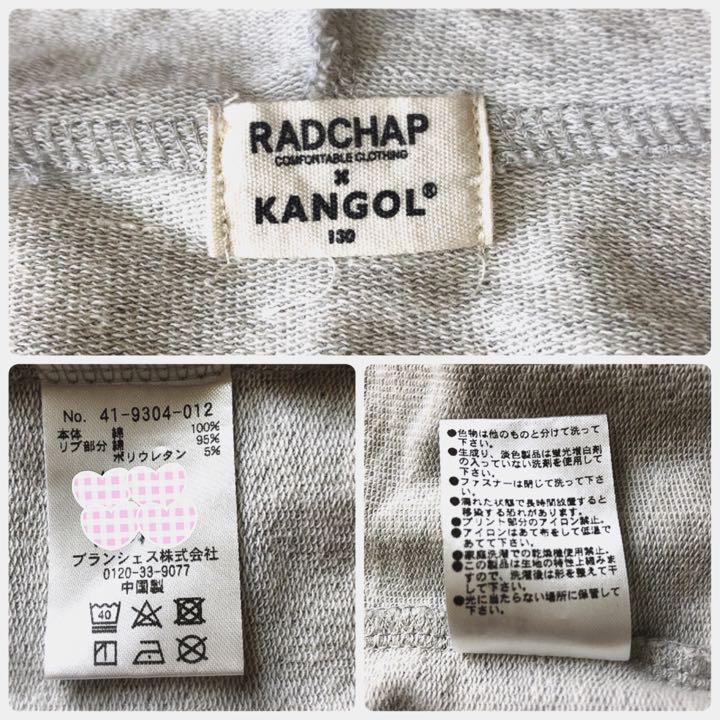 RADCHAP
COMFORTABLE CLOTHING
×
KANGOL®
130
No. 41-9304-012
本体 綿 100%
リブ部分 綿 95%
ポリウレタン 5%
ブランシェス株式会社
0120-33-9077
中国製
40
●色物は他のものと分けて洗って
下さい。
●生成り、淡色製品は蛍光増白剤
の入っていない洗剤を使用して
下さい。
●ファスナーは閉じて洗って下さ
い。
●濡れた状態で長時間放置すると
移染する恐れがあります。
●プリント部分のアイロン禁止。
●アイロンはあて布をして低温で
あてて下さい。
●家庭洗濯での乾燥機使用禁止。
●この製品は生地の特性上縮みま
すので、洗濯後は形を整えて干し
て下さい。
●光に当たらない場所に保管して
下さい。